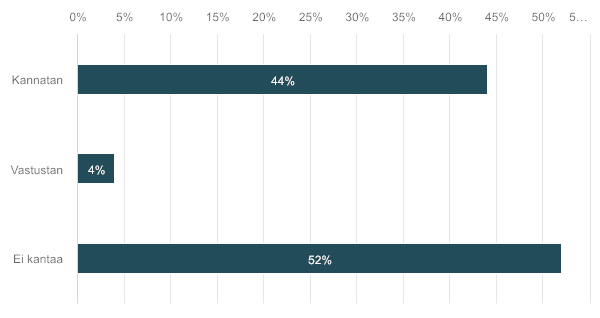 0% 5% 10% 15% 20% 25% 30% 35% 40% 45% 50% 5...
Kannatan 44%
Vastustan 4%
Ei kantaa 52%